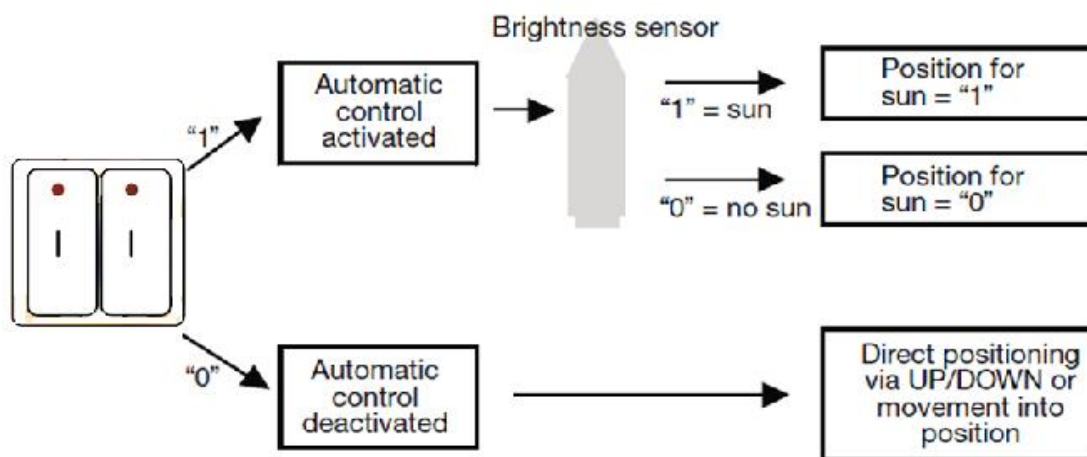 Brightness sensor
Automatic
control
activated
“1”
“1” = sun
Position for
sun = “1”
“0” = no sun
Position for
sun = “0”
“0”
Automatic
control
deactivated
Direct positioning
via UP/DOWN or
movement into
position